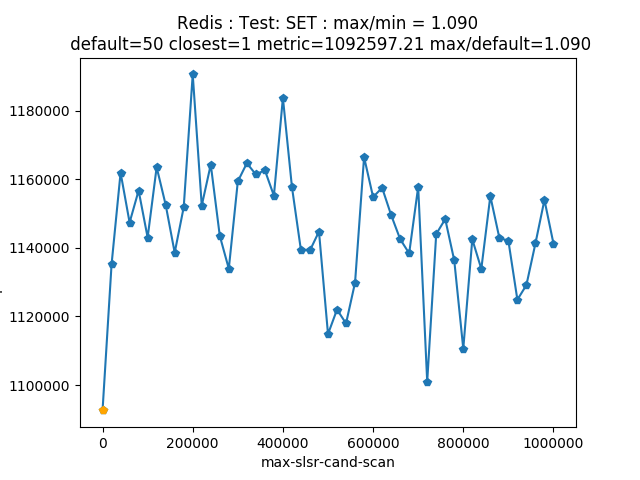 Redis : Test: SET : max/min = 1.090
default=50 closest=1 metric=1092597.21 max/default=1.090
1180000
1160000
1140000
1120000
1100000
0 200000 400000 600000 800000 1000000
max-slsr-cand-scan